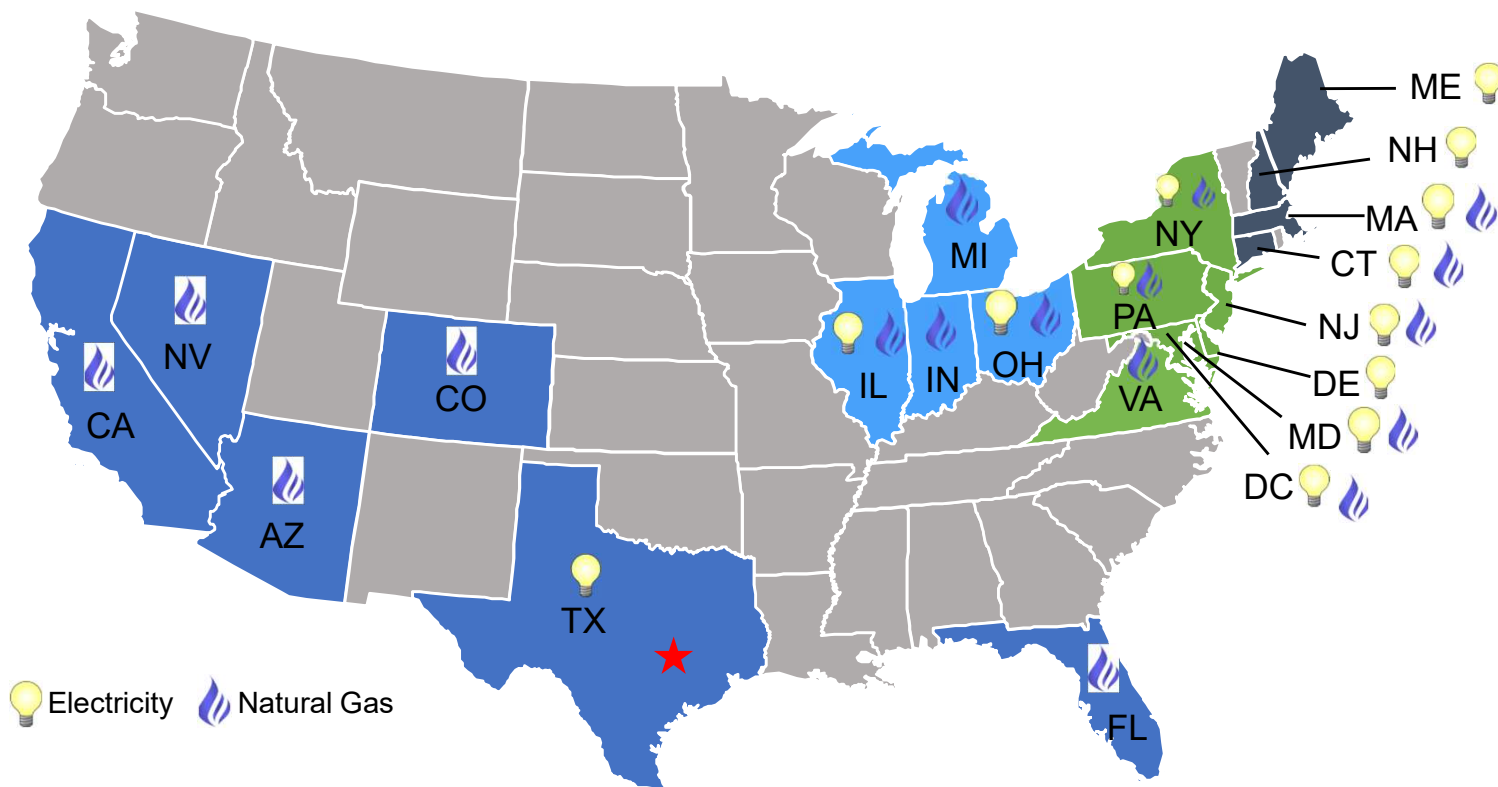 ME
NH
MA
NY
MI
CT
PA
NJ
NV
OH
IL
IN
DE
CO
VA
CA
MD
DC
AZ
TX
Electricity
Natural Gas
FL